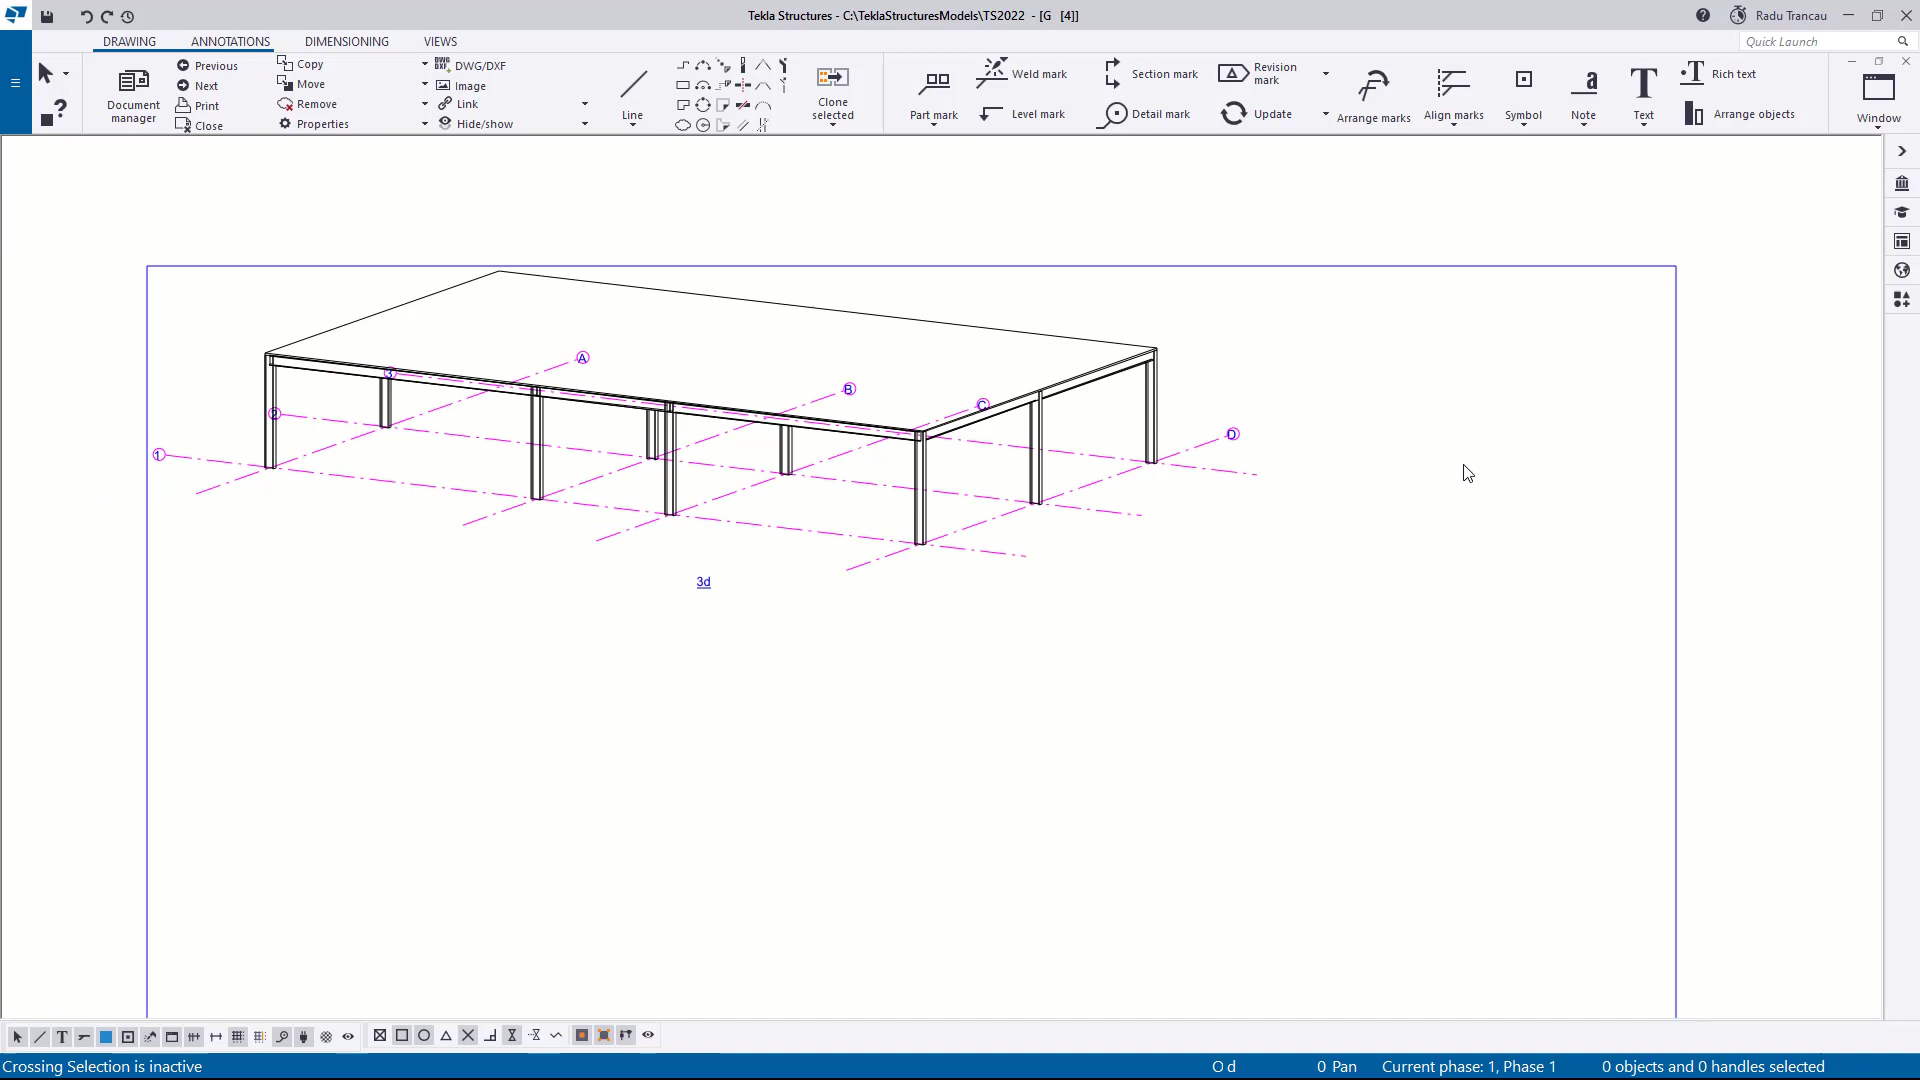 Tekla Structures - C:\TeklaStructuresModels\TS2022 - [G [4]]
Radu Trancau
DRAWING ANNOTATIONS DIMENSIONING VIEWS
Quick Launch
Document manager
Previous
Next
Print
Close
Copy
Move
Remove
Properties
DWG/DXF
Image
Link
Hide/show
Line
Clone selected
Part mark
Weld mark
Level mark
Section mark
Detail mark
Revision mark
Update
Arrange marks
Align marks
Symbol
Note
Text
Rich text
Arrange objects
Window
A
B
C
D
3
2
1
3d
Crossing Selection is inactive
O d
0 Pan
Current phase: 1, Phase 1
0 objects and 0 handles selected